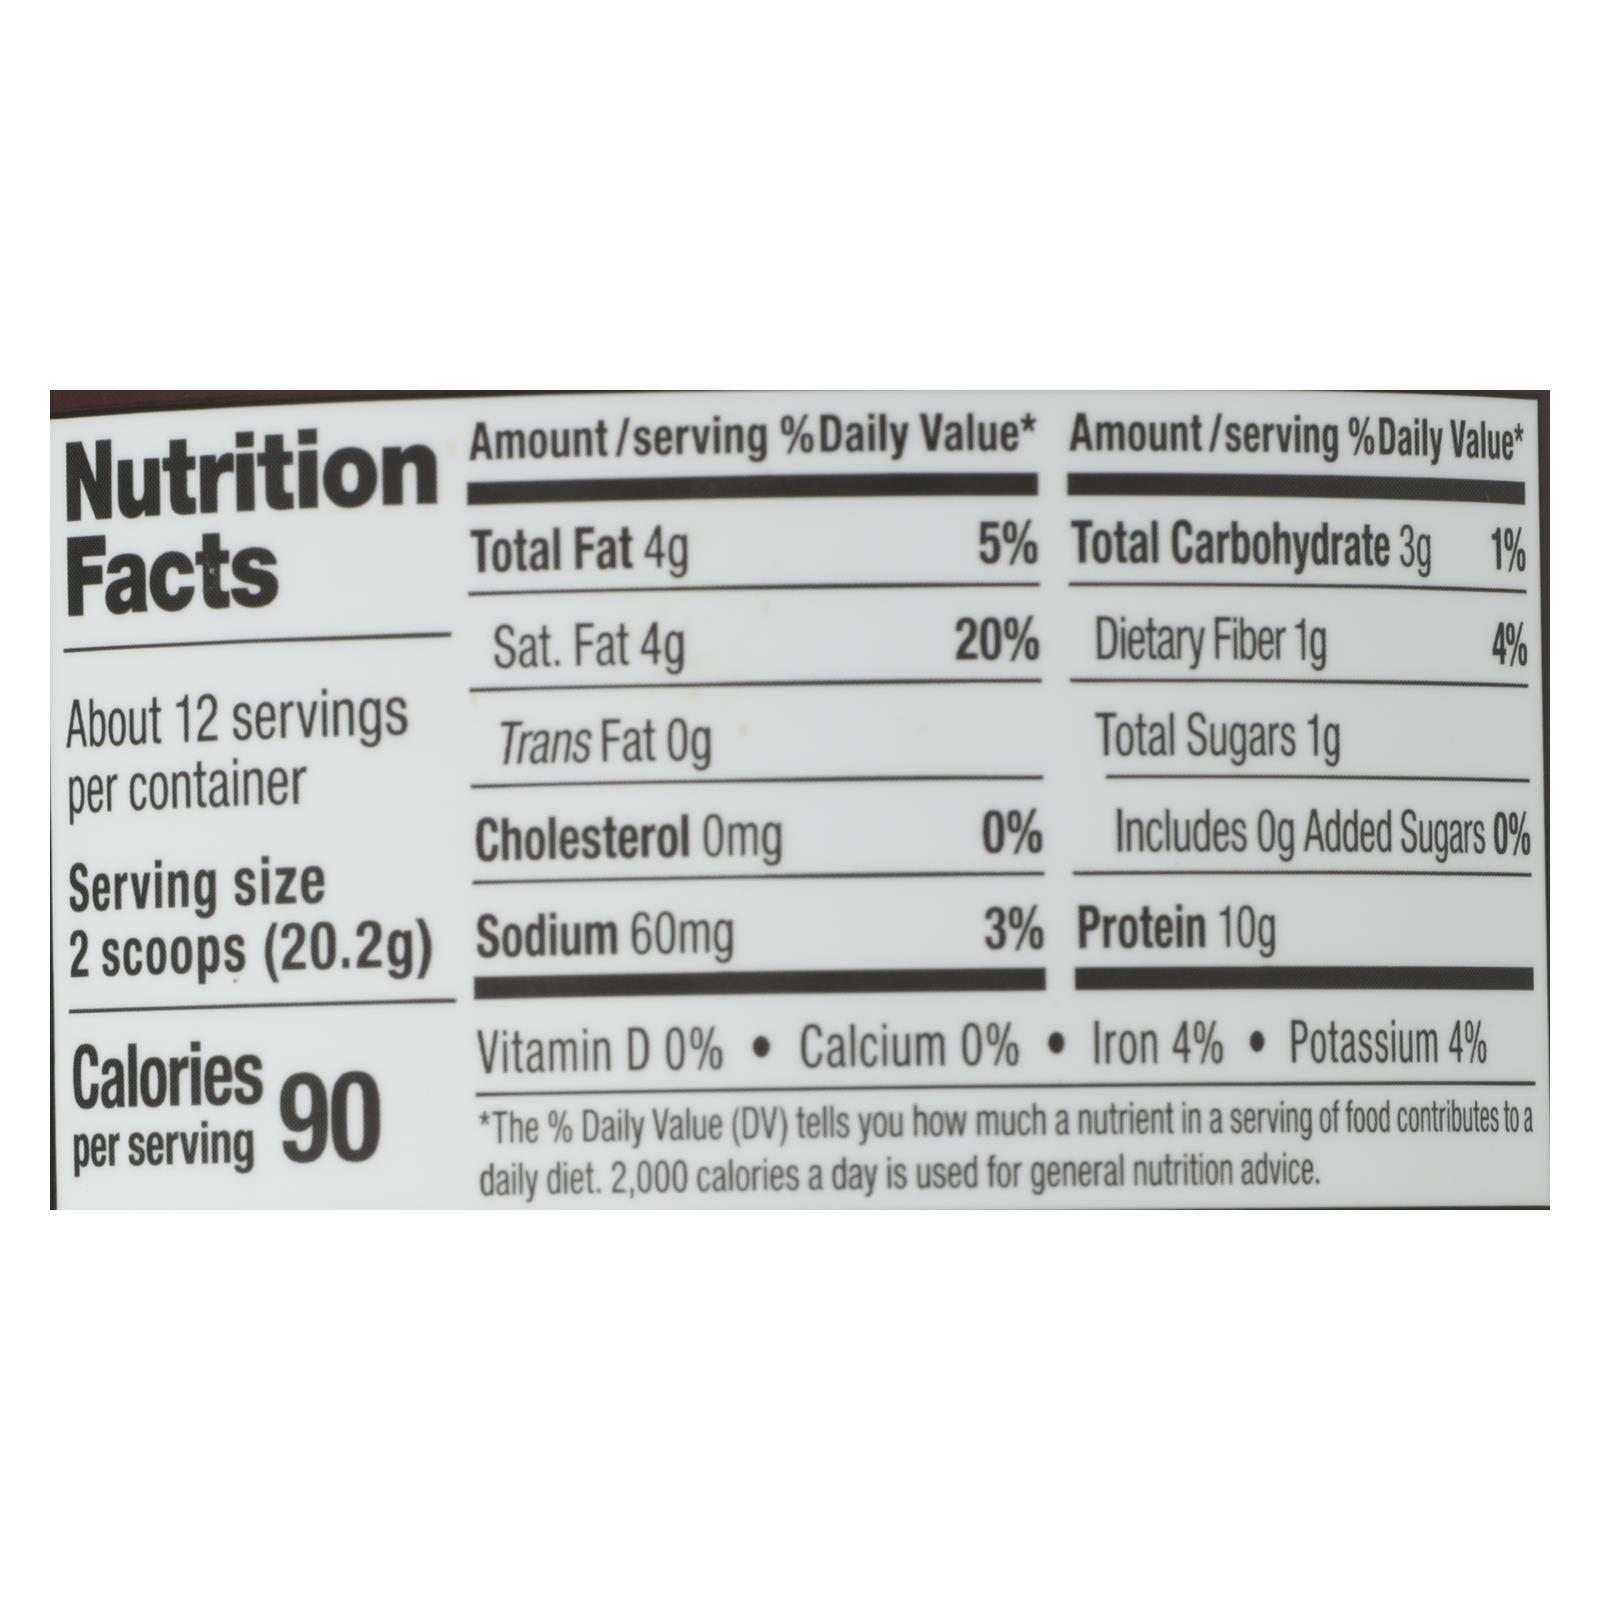 Nutrition
Facts
About 12 servings
per container
Serving size
2 scoops (20.2g)
Calories
per serving 90
Amount/serving %Daily Value*
Total Fat 4g 5%
Sat. Fat 4g 20%
Trans Fat 0g
Cholesterol 0mg 0%
Sodium 60mg 3%
Amount/serving %Daily Value*
Total Carbohydrate 3g 1%
Dietary Fiber 1g 4%
Total Sugars 1g
Includes 0g Added Sugars 0%
Protein 10g
Vitamin D 0% • Calcium 0% • Iron 4% • Potassium 4%
*The % Daily Value (DV) tells you how much a nutrient in a serving of food contributes to a
daily diet. 2,000 calories a day is used for general nutrition advice.